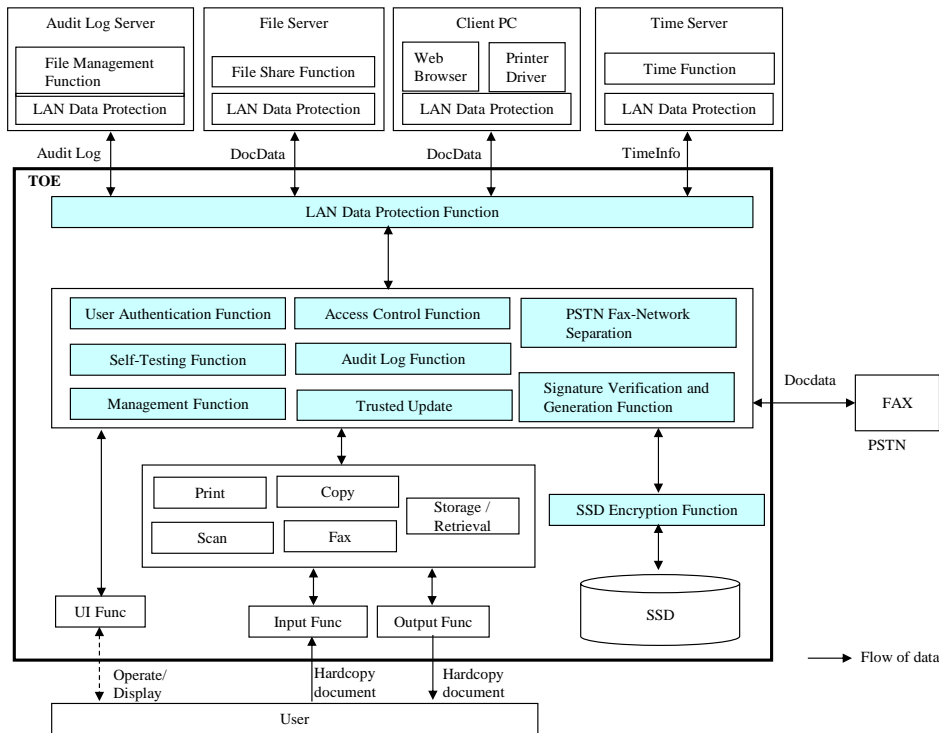 Audit Log Server
File Management
Function
LAN Data Protection
File Server
File Share Function
LAN Data Protection
Client PC
Web
Browser
Printer
Driver
LAN Data Protection
Time Server
Time Function
LAN Data Protection
Audit Log
DocData
DocData
TimeInfo
TOE
LAN Data Protection Function
User Authentication Function
Access Control Function
PSTN Fax-Network
Separation
Self-Testing Function
Audit Log Function
Management Function
Trusted Update
Signature Verification and
Generation Function
Docdata
FAX
PSTN
Print
Copy
Storage /
Retrieval
Scan
Fax
SSD Encryption Function
SSD
UI Func
Input Func
Output Func
Flow of data
Operate/
Display
Hardcopy
document
Hardcopy
document
User